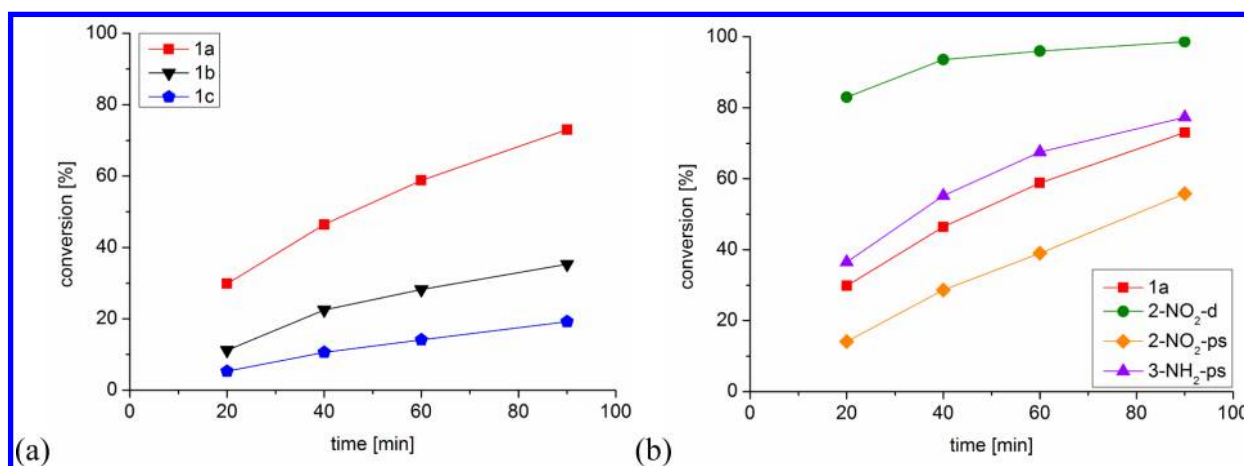 100
80
60
40
20
0
conversion [%]
1a
1b
1c
0 20 40 60 80 100
time [min]
(a)
100
80
60
40
20
0
conversion [%]
1a
2-NO₂-d
2-NO₂-ps
3-NH₂-ps
0 20 40 60 80 100
time [min]
(b)